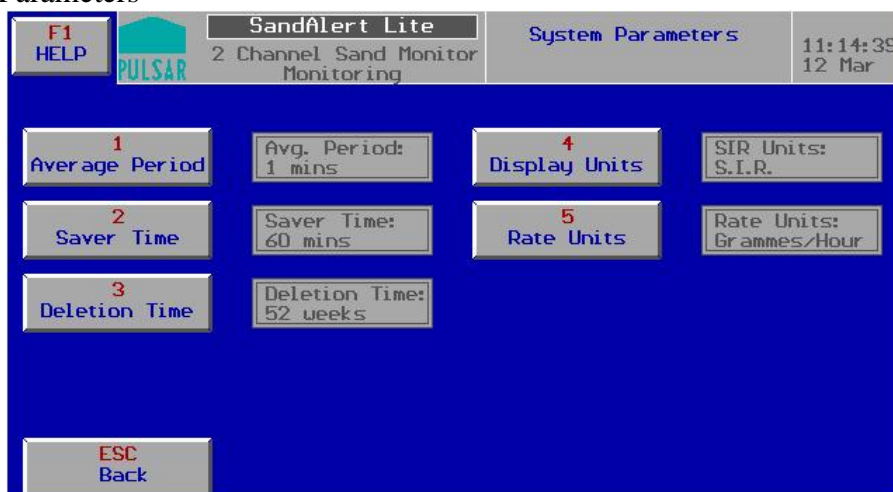 Parameters
F1
HELP
PULSAR
SandAlert Lite
2 Channel Sand Monitor
Monitoring
System Parameters
11:14:39
12 Mar
1
Average Period
Avg. Period:
1 mins
4
Display Units
SIR Units:
S.I.R.
2
Saver Time
Saver Time:
60 mins
5
Rate Units
Rate Units:
Grammes/Hour
3
Deletion Time
Deletion Time:
52 weeks
ESC
Back